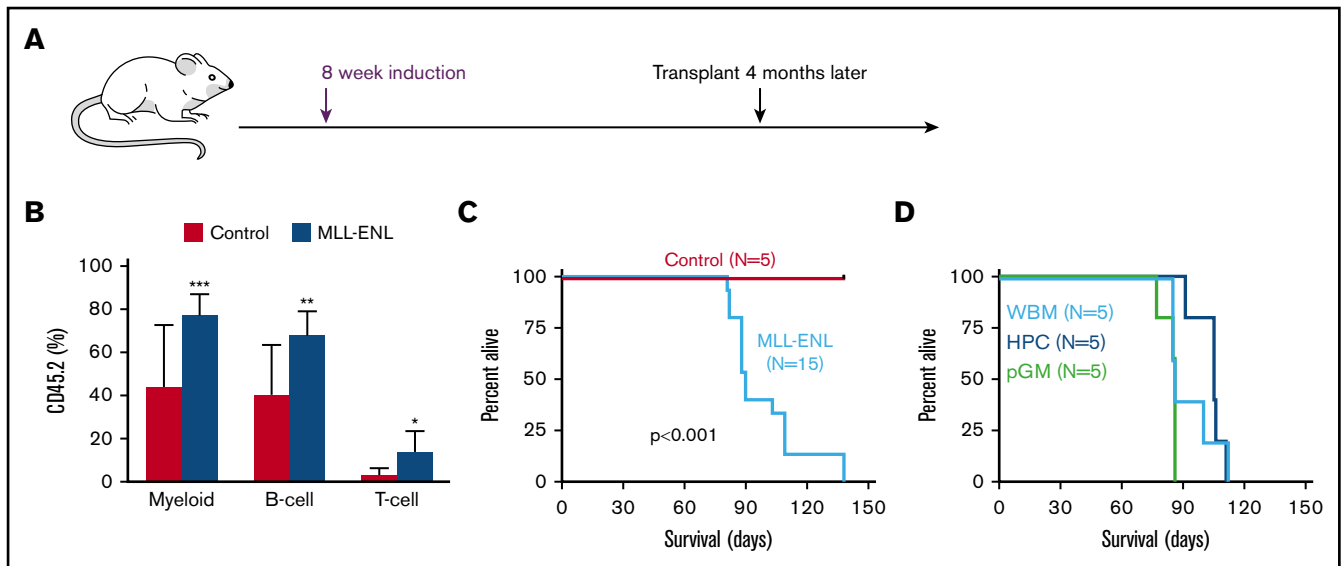 A
8 week induction
Transplant 4 months later
B
Control
MLL-ENL
CD45.2 (%)
100
80
60
40
20
0
***
**
*
Myeloid
B-cell
T-cell
C
Control (N=5)
Percent alive
100
75
50
25
0
MLL-ENL
(N=15)
p<0.001
0 30 60 90 120 150
Survival (days)
D
Percent alive
100
75
50
25
0
WBM (N=5)
HPC (N=5)
pGM (N=5)
0 30 60 90 120 150
Survival (days)